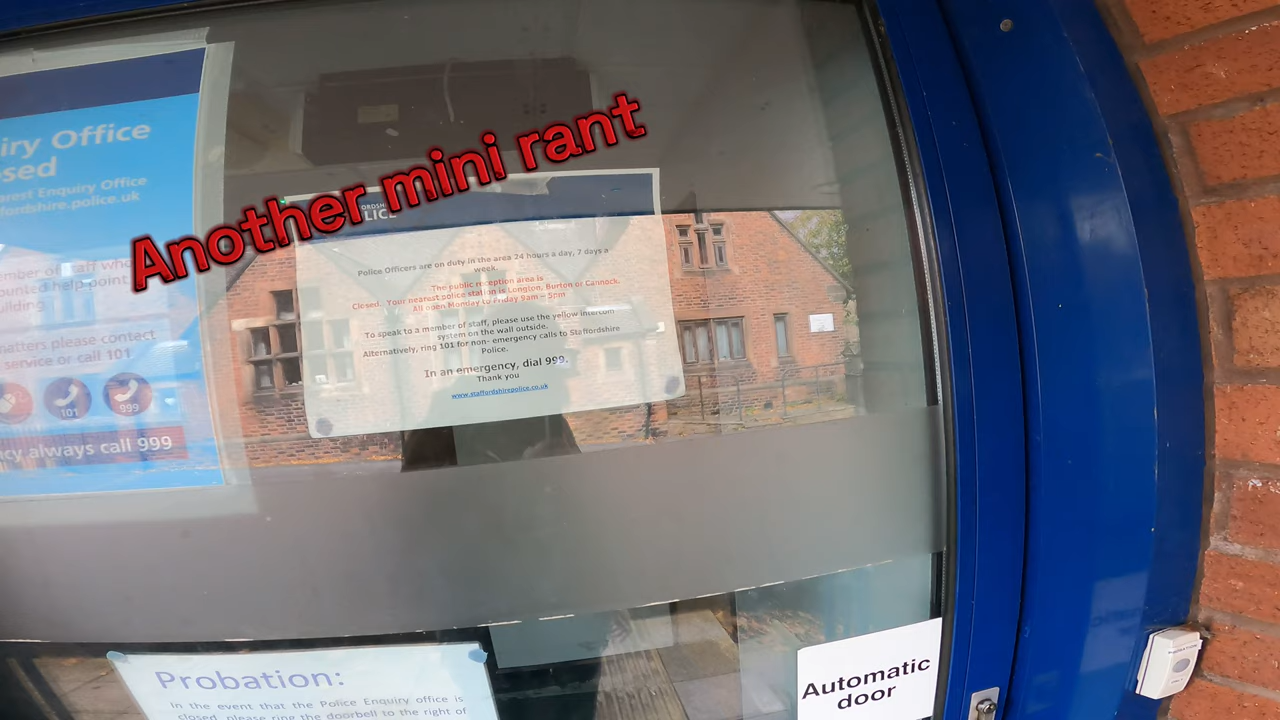 Another mini rant
iry Office
sed
arest Enquiry Office
fordshire.police.uk
mber of staff who
ounted help point
uilding.
atters please contact
service or call 101
101
999
cy always call 999
ORDSHIRE
LICE
Police Officers are on duty in the area 24 hours a day, 7 days a
week.
The public reception area is
Closed. Your nearest police station is Longton, Burton or Cannock.
All open Monday to Friday 9am – 5pm
To speak to a member of staff, please use the yellow intercom
system on the wall outside.
Alternatively, ring 101 for non- emergency calls to Staffordshire
Police.
In an emergency, dial 999.
Thank you
www.staffordshirepolice.co.uk
Probation:
In the event that the Police Enquiry office is
closed, please ring the doorbell to the right of
Automatic
door